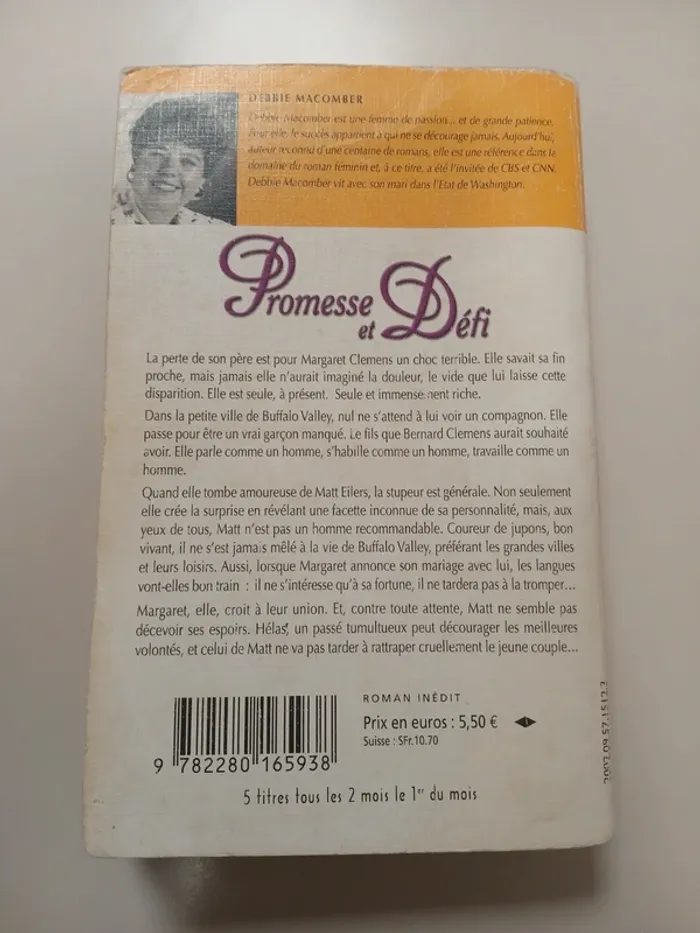 DEBBIE MACOMBER
Debbie Macomber est une femme de passion... et de grande patience.
Pour elle, le succès appartient à qui ne se décourage jamais. Aujourd'hui,
auteur reconnu d'une centaine de romans, elle est une référence dans le
domaine du roman féminin et, à ce titre, a été l'invitée de CBS et CNN.
Debbie Macomber vit avec son mari dans l'Etat de Washington.
Promesse
et Défi
La perte de son père est pour Margaret Clemens un choc terrible. Elle savait sa fin
proche, mais jamais elle n'aurait imaginé la douleur, le vide que lui laisse cette
disparition. Elle est seule, à présent. Seule et immensément riche.
Dans la petite ville de Buffalo Valley, nul ne s'attend à lui voir un compagnon. Elle
passe pour être un vrai garçon manqué. Le fils que Bernard Clemens aurait souhaité
avoir. Elle parle comme un homme, s'habille comme un homme, travaille comme un
homme.
Quand elle tombe amoureuse de Matt Eilers, la stupeur est générale. Non seulement
elle crée la surprise en révélant une facette inconnue de sa personnalité, mais, aux
yeux de tous, Matt n'est pas un homme recommandable. Coureur de jupons, bon
vivant, il ne s'est jamais mêlé à la vie de Buffalo Valley, préférant les grandes villes
et leurs loisirs. Aussi, lorsque Margaret annonce son mariage avec lui, les langues
vont-elles bon train : il ne s'intéresse qu'à sa fortune, il ne tardera pas à la tromper...
Margaret, elle, croit à leur union. Et, contre toute attente, Matt ne semble pas
décevoir ses espoirs. Hélas, un passé tumultueux peut décourager les meilleures
volontés, et celui de Matt ne va pas tarder à rattraper cruellement le jeune couple...
ROMAN INÉDIT
Prix en euros : 5,50 €
Suisse : SFr.10.70
9 782280 165938
5 titres tous les 2 mois le 1er du mois